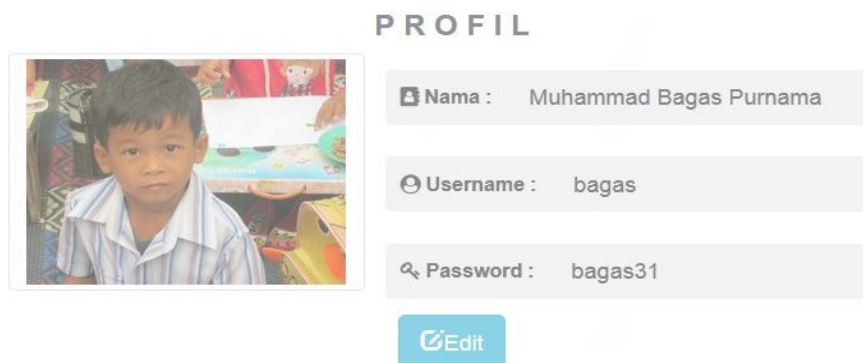 PROFIL
Nama : Muhammad Bagas Purnama
Username : bagas
Password : bagas31
Edit